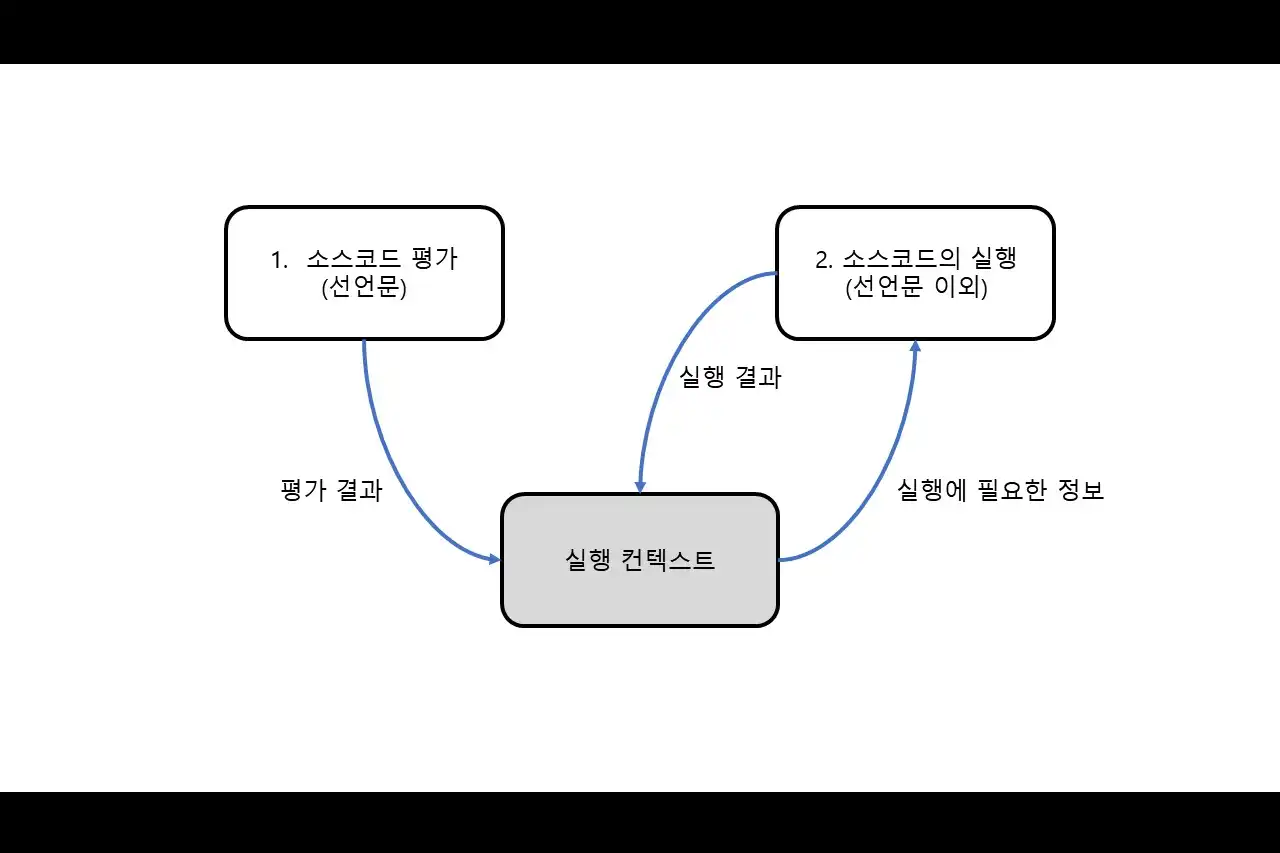 1. 소스코드 평가
(선언문)
2. 소스코드의 실행
(선언문 이외)
실행 결과
평가 결과
실행에 필요한 정보
실행 컨텍스트